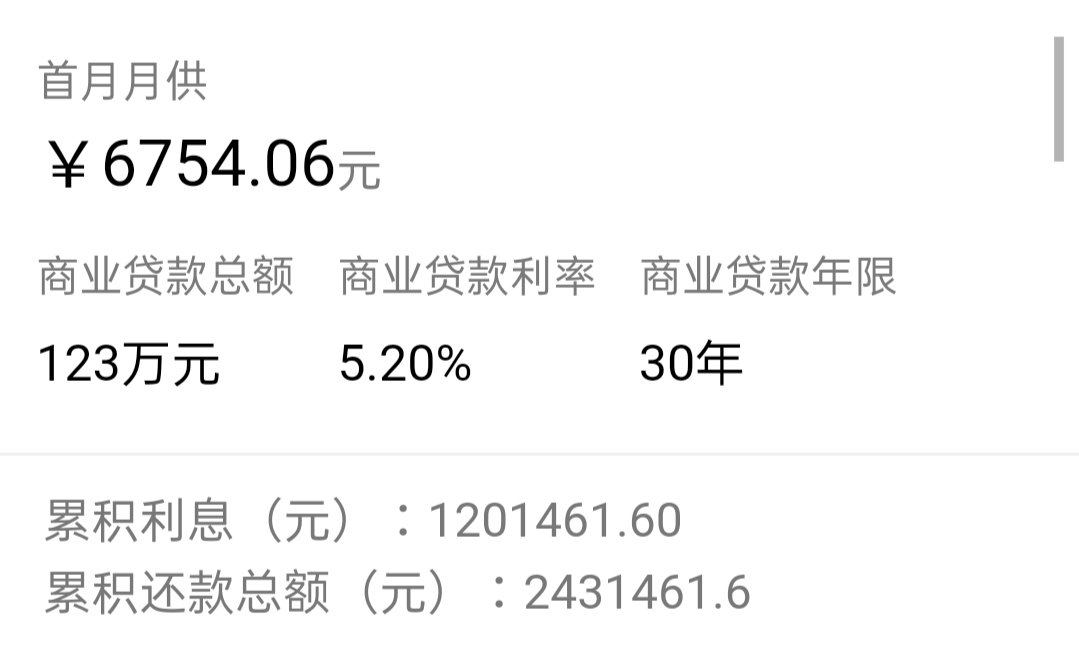 首月月供
￥6754.06元
商业贷款总额 商业贷款利率 商业贷款年限
123万元 5.20% 30年
累积利息（元）：1201461.60
累积还款总额（元）：2431461.6